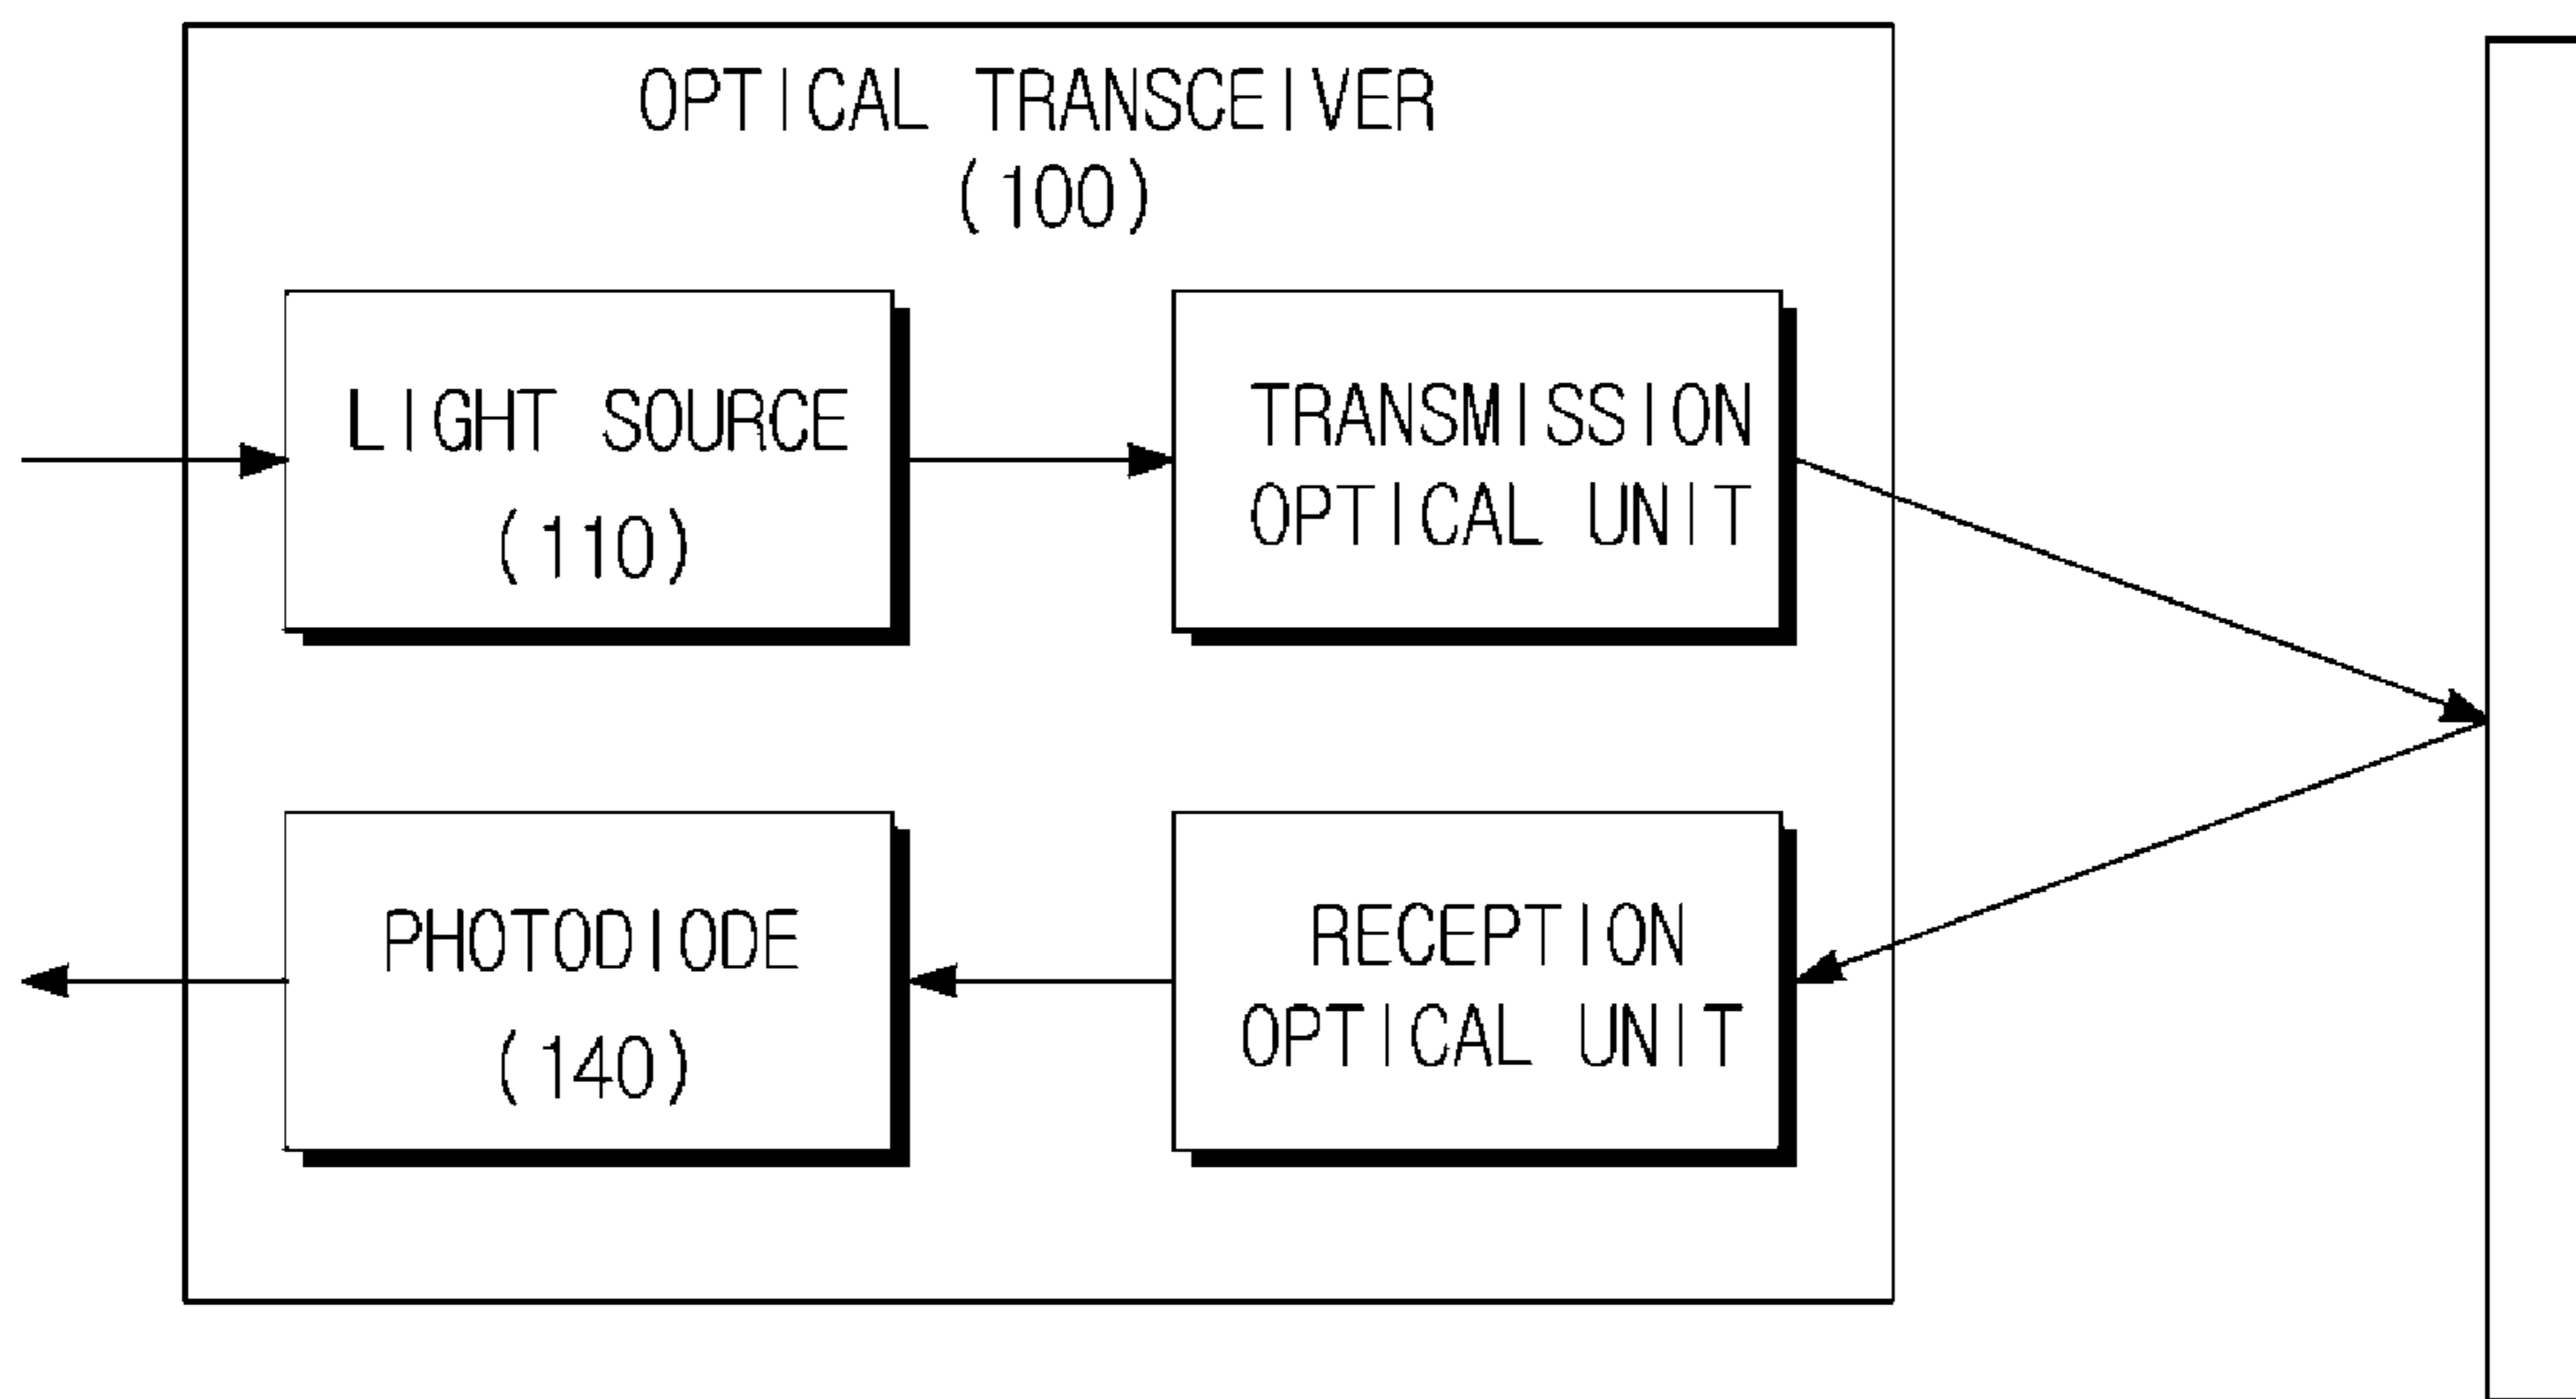 OPTICAL TRANSCEIVER
(100)
LIGHT SOURCE
(110)
TRANSMISSION
OPTICAL UNIT
PHOTODIODE
(140)
RECEPTION
OPTICAL UNIT